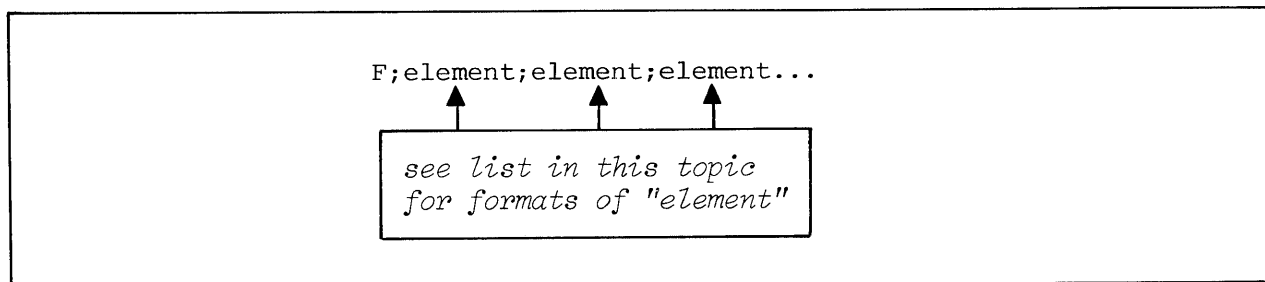 F;element;element;element...
see list in this topic
for formats of "element"